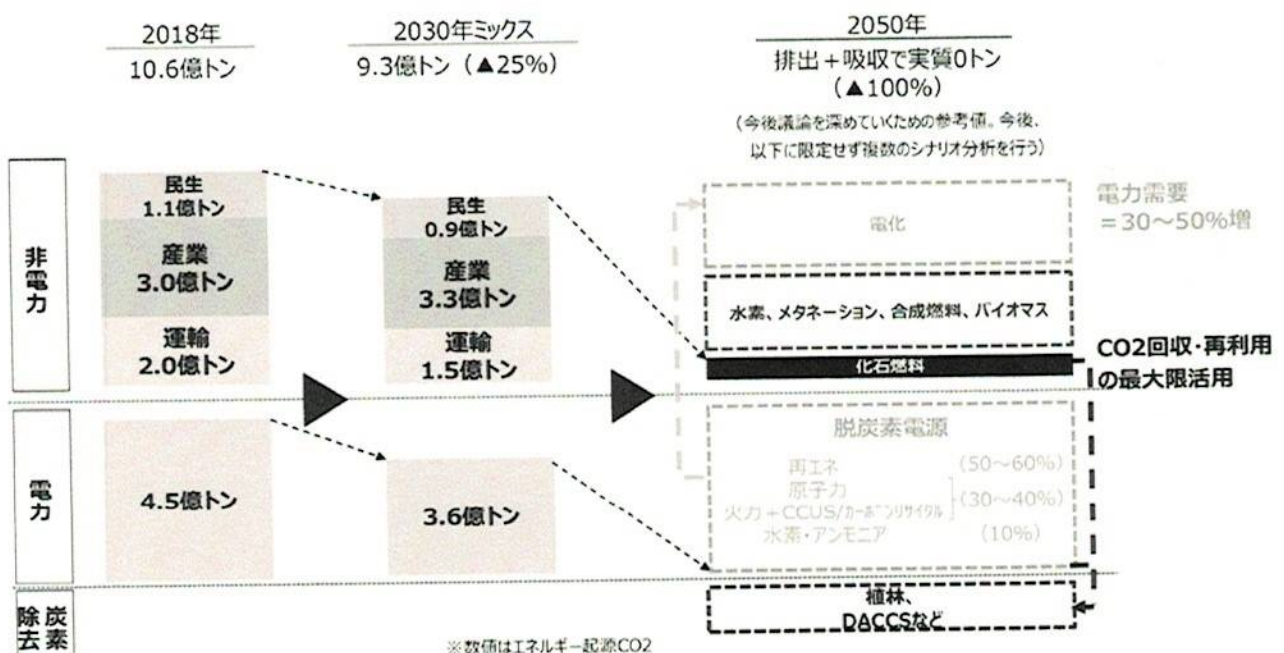 2018年
10.6億トン
2030年ミックス
9.3億トン（▲25%）
2050年
排出＋吸収で実質0トン
（▲100%）
（今後議論を深めていくための参考値。今後、
以下に限定せず複数のシナリオ分析を行う）
非電力
民生
1.1億トン
産業
3.0億トン
運輸
2.0億トン
民生
0.9億トン
産業
3.3億トン
運輸
1.5億トン
電化
電力需要
＝30～50%増
水素、メタネーション、合成燃料、バイオマス
化石燃料
CO2回収・再利用
の最大限活用
電力
4.5億トン
3.6億トン
脱炭素電源
再エネ (50～60%)
原子力
火力＋CCUS/カーボンリサイクル (30～40%)
水素・アンモニア (10%)
炭素除去
植林、
DACCSなど
※数値はエネルギー起源CO2